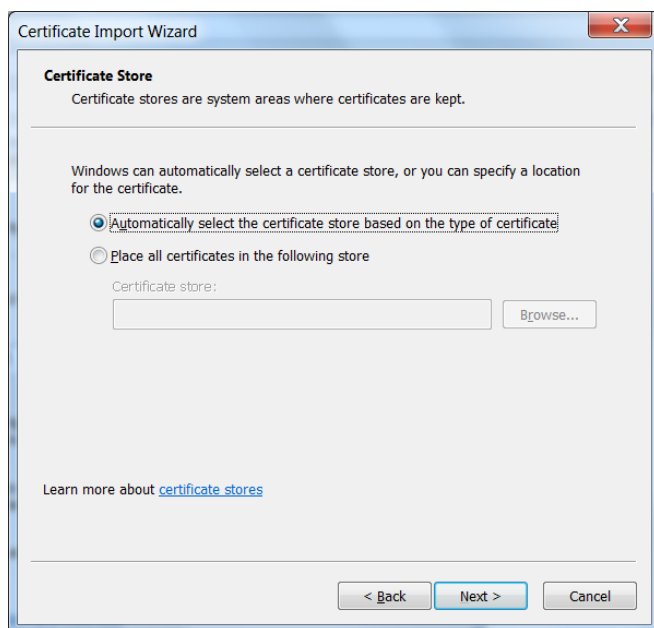 Certificate Import Wizard
Certificate Store
Certificate stores are system areas where certificates are kept.
Windows can automatically select a certificate store, or you can specify a location
for the certificate.
Automatically select the certificate store based on the type of certificate
Place all certificates in the following store
Certificate store:
Browse...
Learn more about certificate stores
< Back
Next >
Cancel